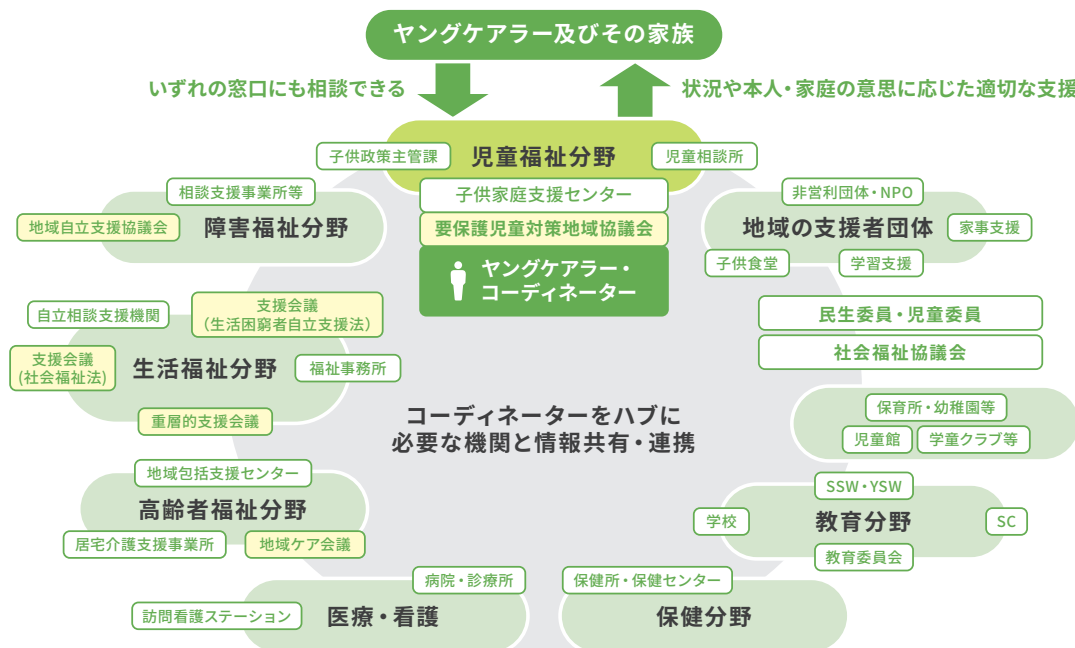 ヤングケアラー及びその家族
いずれの窓口にも相談できる
状況や本人・家庭の意思に応じた適切な支援
子供政策主管課
児童福祉分野
児童相談所
子供家庭支援センター
要保護児童対策地域協議会
ヤングケアラー・
コーディネーター
相談支援事業所等
地域自立支援協議会
障害福祉分野
非営利団体・NPO
地域の支援者団体
家事支援
子供食堂
学習支援
自立相談支援機関
支援会議
（生活困窮者自立支援法）
支援会議
(社会福祉法)
生活福祉分野
福祉事務所
重層的支援会議
民生委員・児童委員
社会福祉協議会
コーディネーターをハブに
必要な機関と情報共有・連携
保育所・幼稚園等
児童館
学童クラブ等
地域包括支援センター
高齢者福祉分野
居宅介護支援事業所
地域ケア会議
SSW・YSW
学校
教育分野
SC
教育委員会
病院・診療所
訪問看護ステーション
医療・看護
保健所・保健センター
保健分野